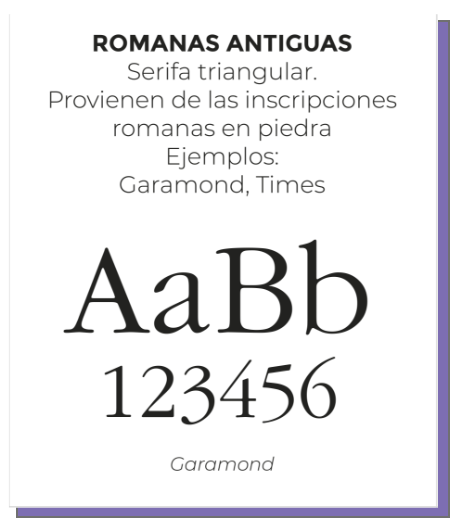 ROMANAS ANTIGUAS
Serifa triangular.
Provienen de las inscripciones
romanas en piedra
Ejemplos:
Garamond, Times
AaBb
123456
Garamond